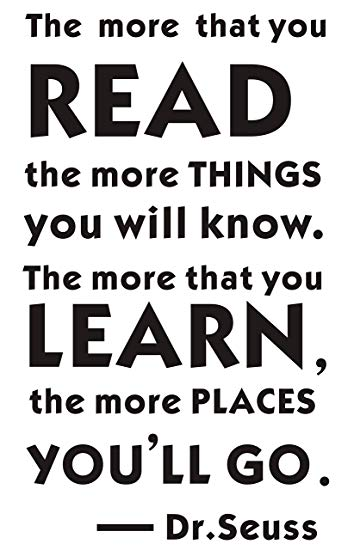 The more that you
READ
the more THINGS
you will know.
The more that you
LEARN,
the more PLACES
YOU'LL GO.
— Dr.Seuss